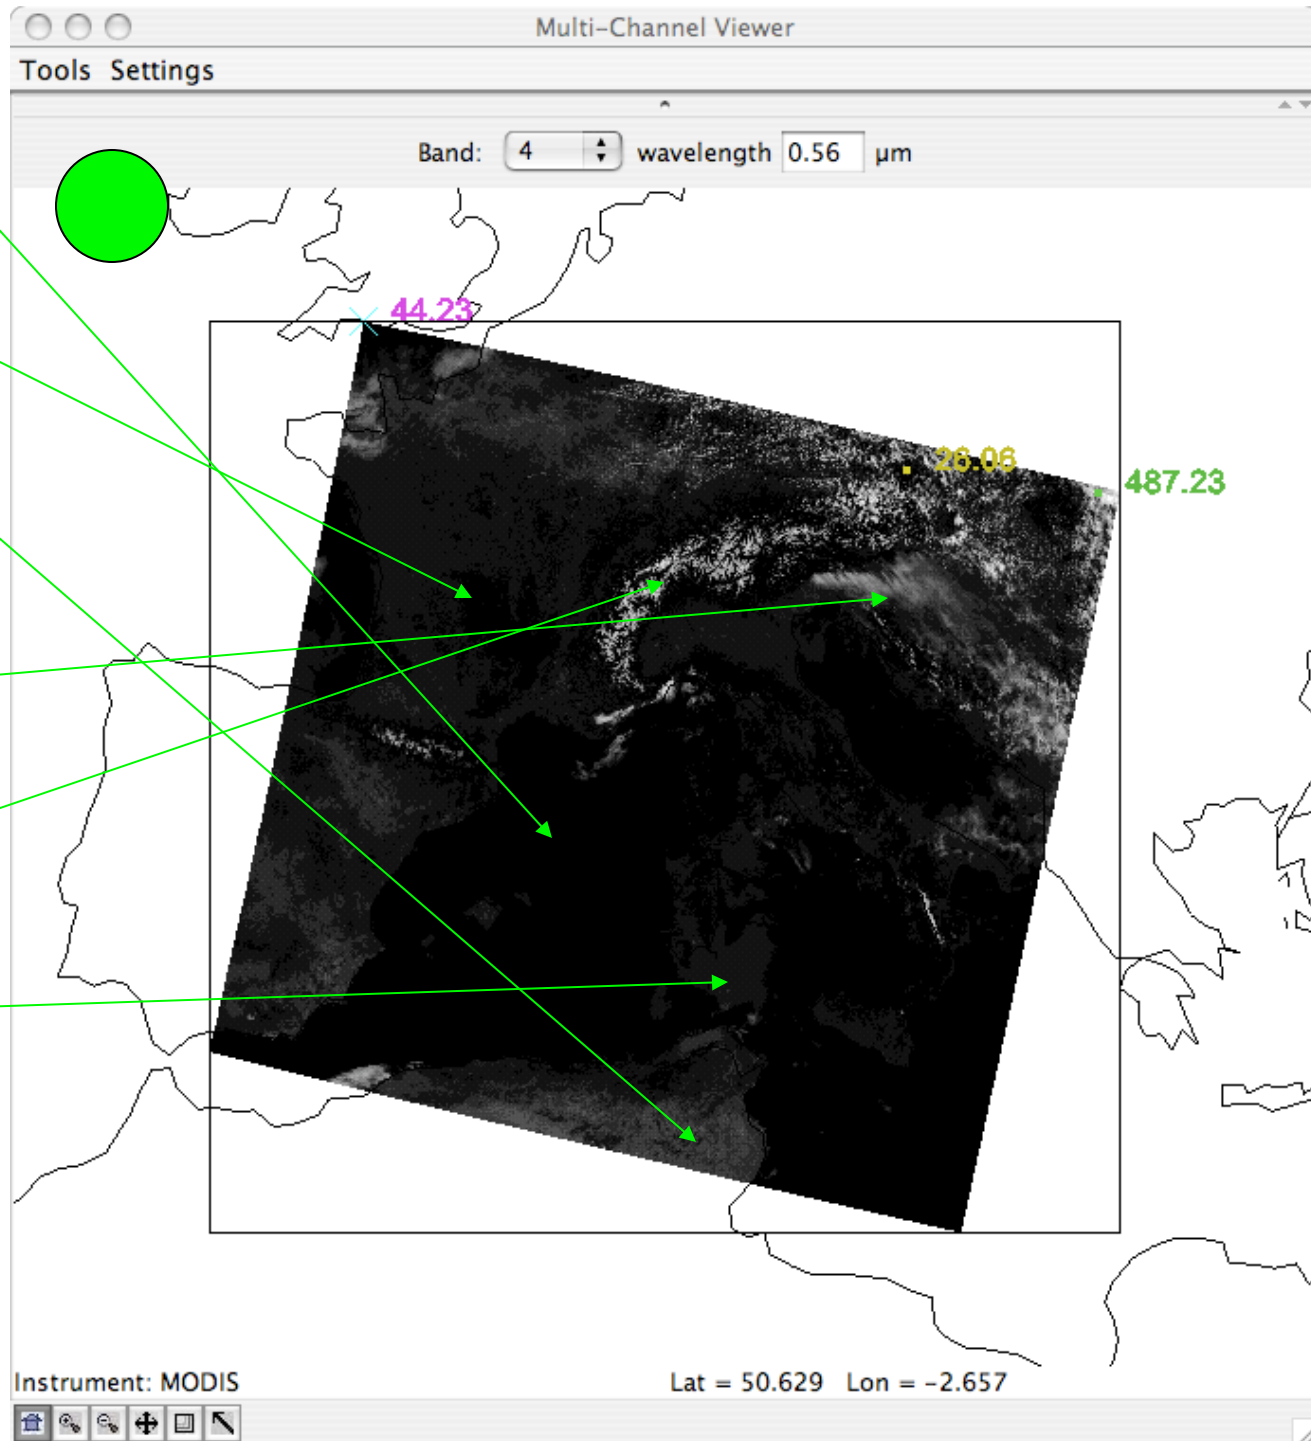 Multi-Channel Viewer
Tools Settings
Band: 4 wavelength 0.56 µm
44.23
26.06
487.23
Instrument: MODIS
Lat = 50.629 Lon = -2.657